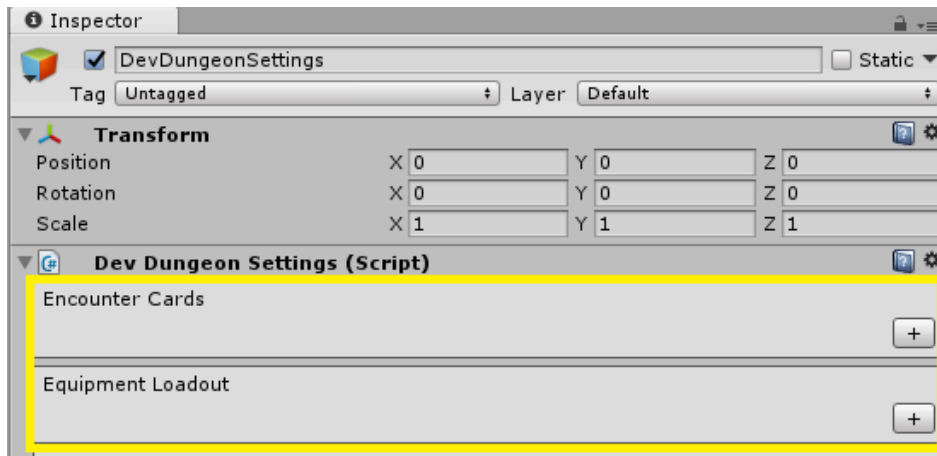 Inspector
DevDungeonSettings Static
Tag Untagged Layer Default
Transform
Position X 0 Y 0 Z 0
Rotation X 0 Y 0 Z 0
Scale X 1 Y 1 Z 1
Dev Dungeon Settings (Script)
Encounter Cards
+
Equipment Loadout
+